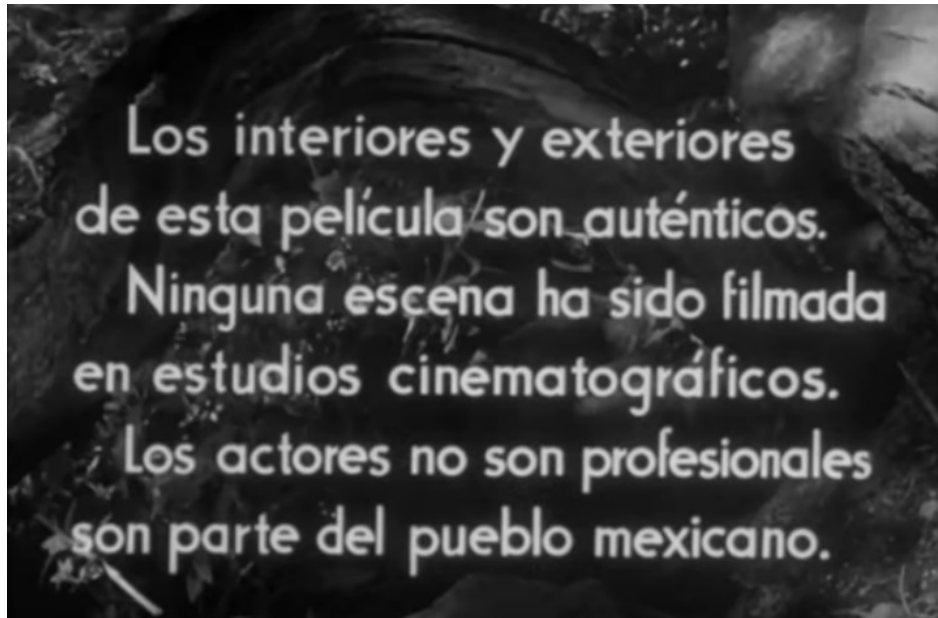 Los interiores y exteriores
de esta película son auténticos.
Ninguna escena ha sido filmada
en estudios cinematográficos.
Los actores no son profesionales
son parte del pueblo mexicano.